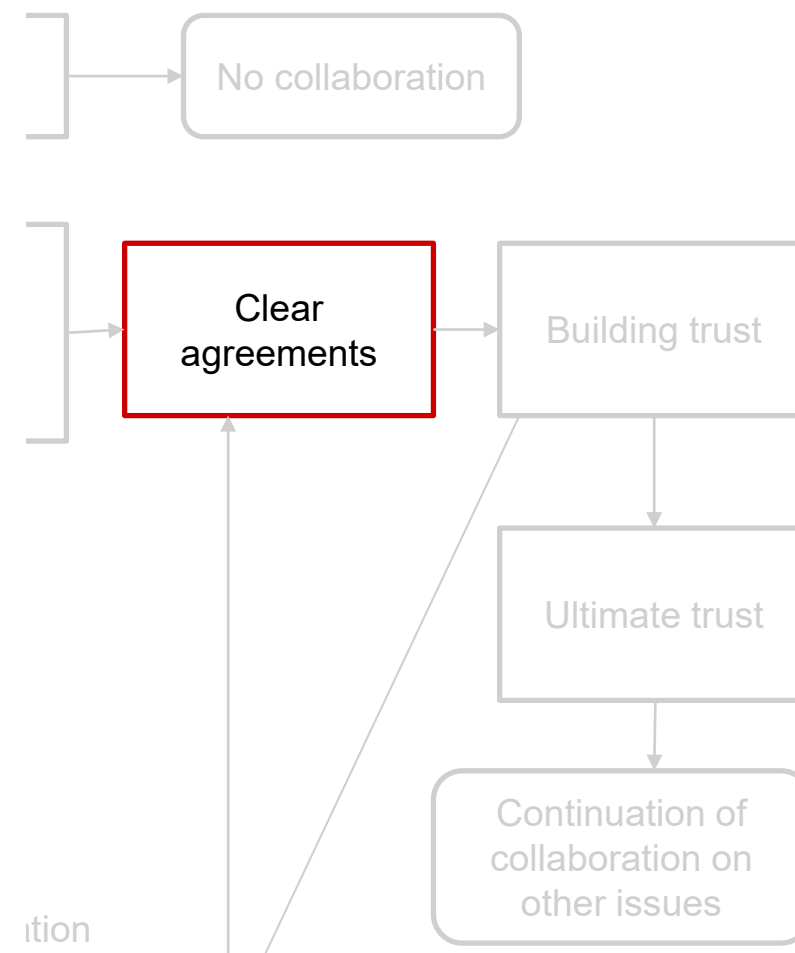 No collaboration
Clear
agreements
Building trust
Ultimate trust
Continuation of
collaboration on
other issues